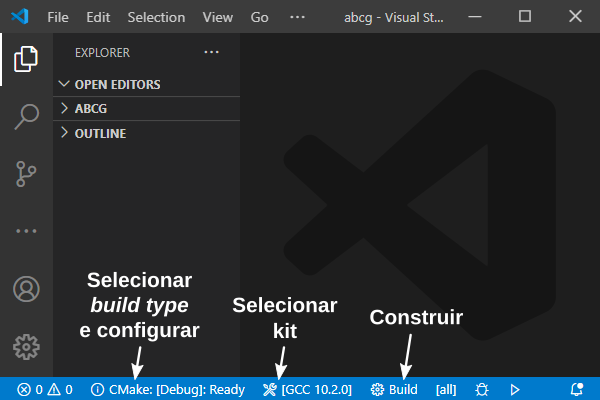 File Edit Selection View Go ··· abcg - Visual St...
EXPLORER ···
OPEN EDITORS
ABCG
OUTLINE
Selecionar
build type
e configurar
Selecionar
kit
Construir
0 0 CMake: [Debug]: Ready [GCC 10.2.0] Build [all]